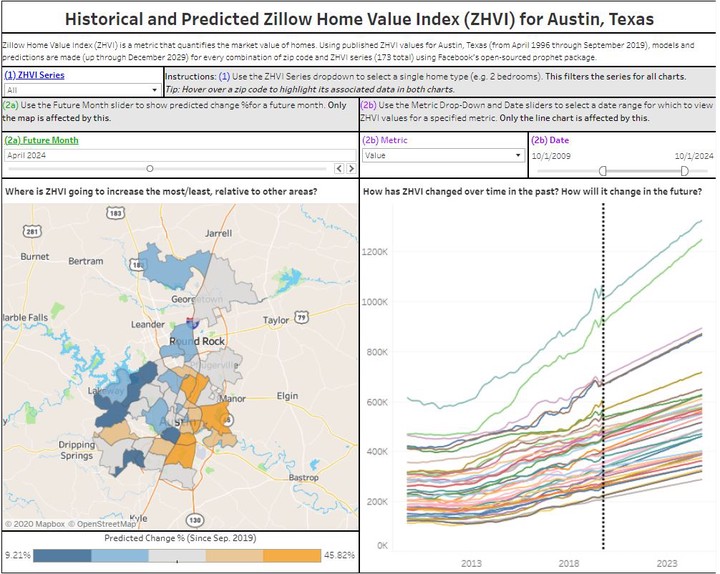 Historical and Predicted Zillow Home Value Index (ZHVI) for Austin, Texas
Zillow Home Value Index (ZHVI) is a metric that quantifies the market value of homes. Using published ZHVI values for Austin, Texas (from April 1996 through September 2019), models and
predictions are made (up through December 2029) for every combination of zip code and ZHVI series (173 total) using Facebook's open-sourced prophet package.
(1) ZHVI Series
All
Instructions: (1) Use the ZHVI Series dropdown to select a single home type (e.g. 2 bedrooms). This filters the series for all charts.
Tip: Hover over a zip code to highlight its associated data in both charts.
(2a) Use the Future Month slider to show predicted change %for a future month. Only
the map is affected by this.
(2b) Use the Metric Drop-Down and Date sliders to select a date range for which to view
ZHVI values for a specified metric. Only the line chart is affected by this.
(2a) Future Month
April 2024
(2b) Metric
Value
(2b) Date
10/1/2009
10/1/2024
Where is ZHVI going to increase the most/least, relative to other areas?
183
281
Jarrell
Burnet
Bertram
183
Georgetown
Leander
Taylor
79
Round Rock
Pflugerville
Lakeway
Manor
Elgin
Austin
Dripping
Springs
Bastrop
Kyle
130
© 2020 Mapbox © OpenStreetMap
Predicted Change % (Since Sep. 2019)
9.21%
45.82%
How has ZHVI changed over time in the past? How will it change in the future?
1200K
1000K
800K
600K
400K
200K
0K
2013
2018
2023